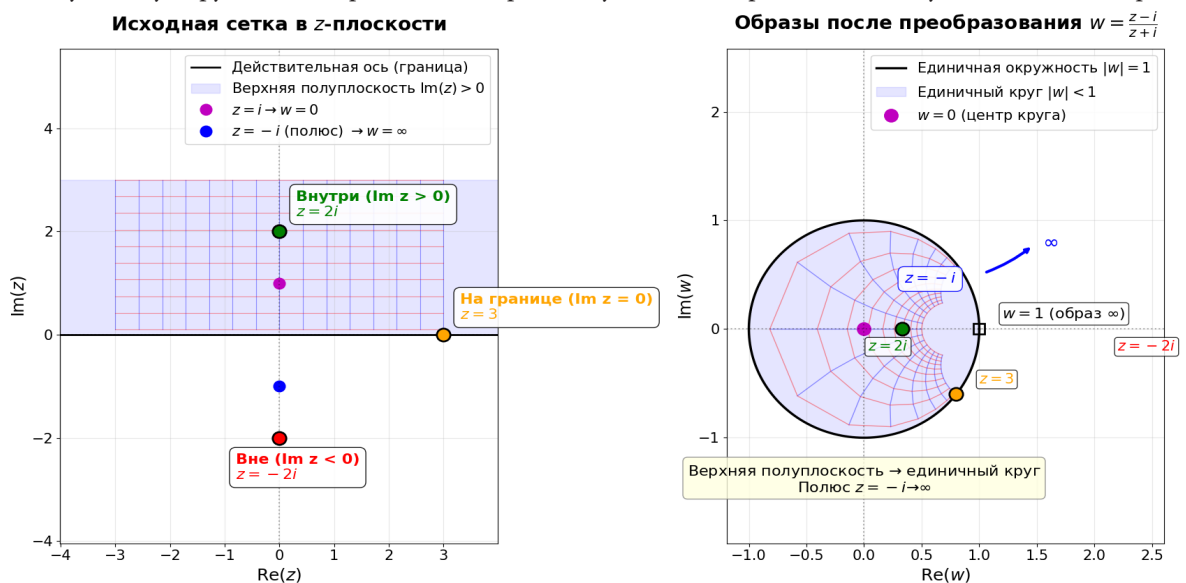 Исходная сетка в z-плоскости
Действительная ось (граница)
Верхняя полуплоскость Im(z) > 0
z = i → w = 0
z = −i (полюс) → w = ∞
Внутри (Im z > 0)
z = 2i
На границе (Im z = 0)
z = 3
Вне (Im z < 0)
z = −2i
Im(z)
4
2
0
−2
−4
−4 −3 −2 −1 0 1 2 3
Re(z)
Образы после преобразования w = \frac{z−i}{z+i}
Единичная окружность |w| = 1
Единичный круг |w| < 1
w = 0 (центр круга)
∞
z = −i
w = 1 (образ ∞)
z = 2i
z = −2i
z = 3
Верхняя полуплоскость → единичный круг
Полюс z = −i→∞
Im(w)
2
1
0
−1
−1.0 −0.5 0.0 0.5 1.0 1.5 2.0 2.5
Re(w)